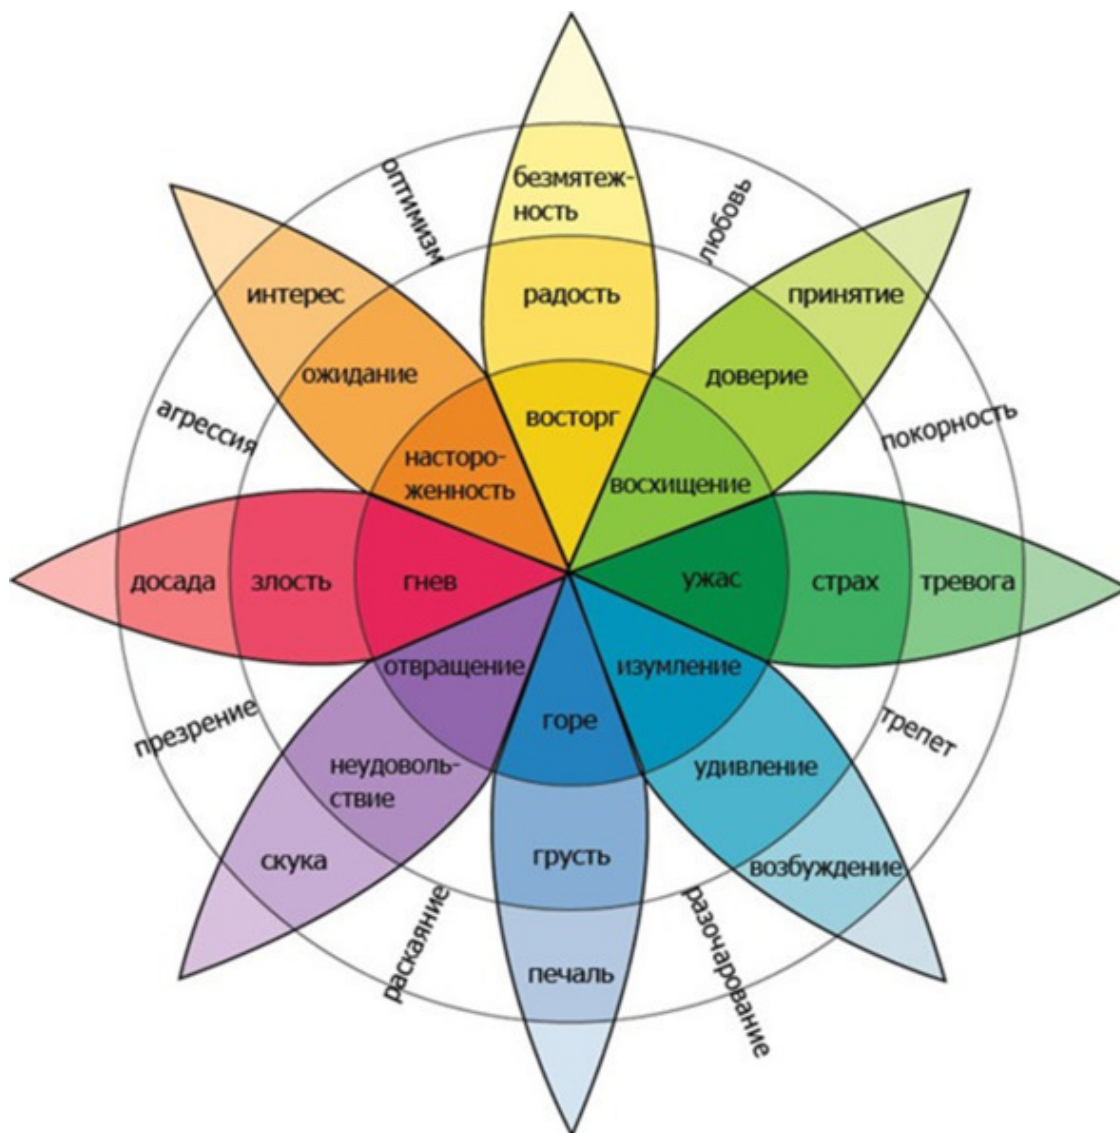 оптимизм
безмятеж-
ность
любовь
интерес
радость
принятие
ожидание
доверие
агрессия
восторг
покорность
насторо-
женность
восхищение
досада
злость
гнев
ужас
страх
тревога
отвращение
изумление
презрение
горе
трепет
неудоволь-
ствие
удивление
скука
грусть
возбуждение
раскаяние
печаль
разочарование